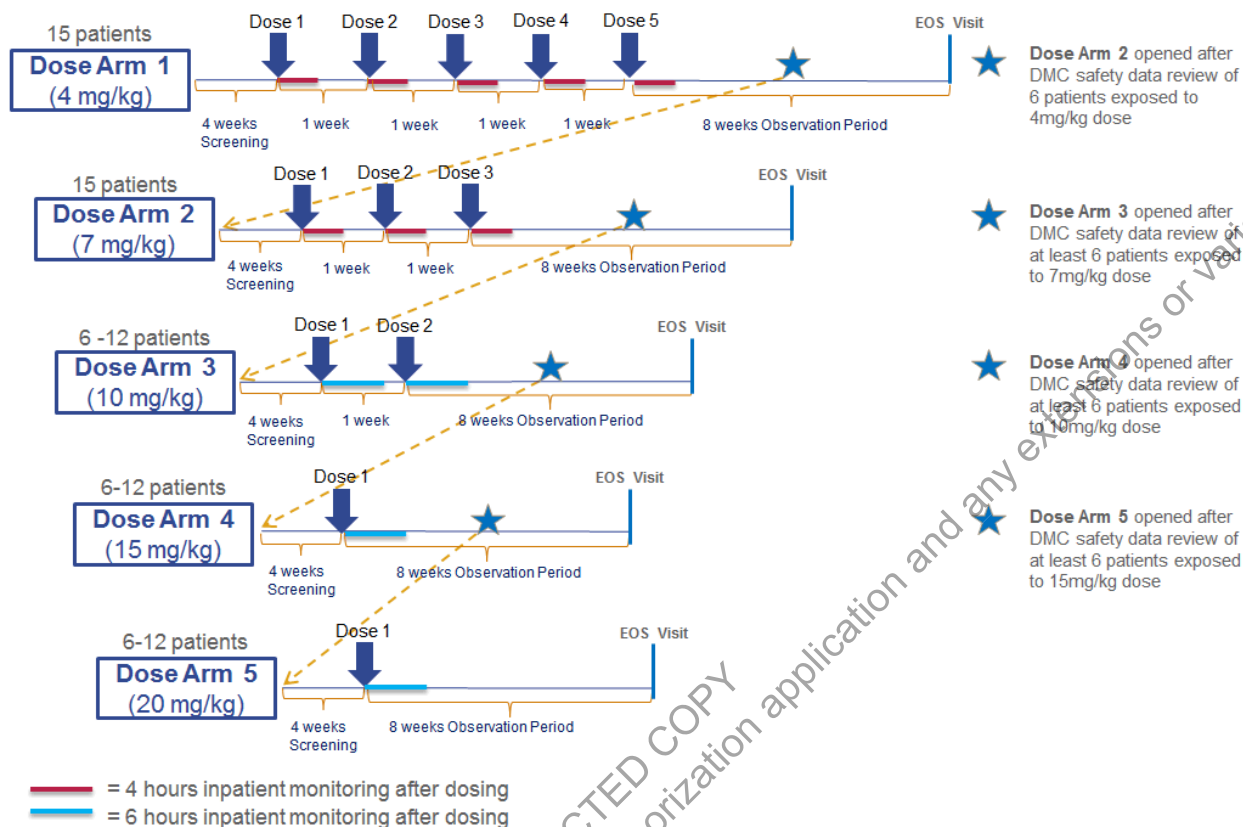 15 patients
Dose Arm 1
(4 mg/kg)
Dose 1
Dose 2
Dose 3
Dose 4
Dose 5
EOS Visit
4 weeks
Screening
1 week
1 week
1 week
1 week
8 weeks Observation Period
Dose Arm 2 opened after
DMC safety data review of
6 patients exposed to
4mg/kg dose
15 patients
Dose Arm 2
(7 mg/kg)
Dose 1
Dose 2
Dose 3
EOS Visit
4 weeks
Screening
1 week
1 week
8 weeks Observation Period
Dose Arm 3 opened after
DMC safety data review of
at least 6 patients exposed
to 7mg/kg dose
6 -12 patients
Dose Arm 3
(10 mg/kg)
Dose 1
Dose 2
EOS Visit
4 weeks
Screening
1 week
8 weeks Observation Period
Dose Arm 4 opened after
DMC safety data review of
at least 6 patients exposed
to 10mg/kg dose
6-12 patients
Dose Arm 4
(15 mg/kg)
Dose 1
EOS Visit
4 weeks
Screening
8 weeks Observation Period
Dose Arm 5 opened after
DMC safety data review of
at least 6 patients exposed
to 15mg/kg dose
6-12 patients
Dose Arm 5
(20 mg/kg)
Dose 1
EOS Visit
4 weeks
Screening
8 weeks Observation Period
= 4 hours inpatient monitoring after dosing
= 6 hours inpatient monitoring after dosing
COPY
application and any extensions or